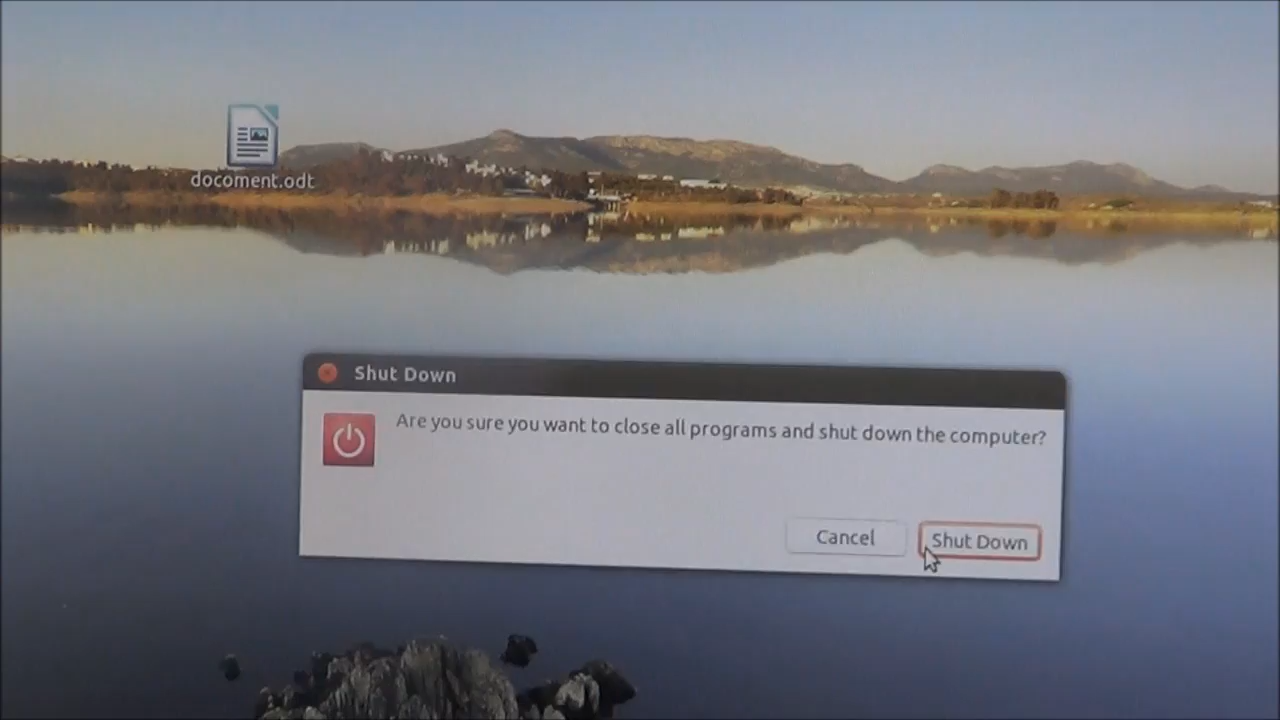 docoment.odt
Shut Down
Are you sure you want to close all programs and shut down the computer?
Cancel
Shut Down